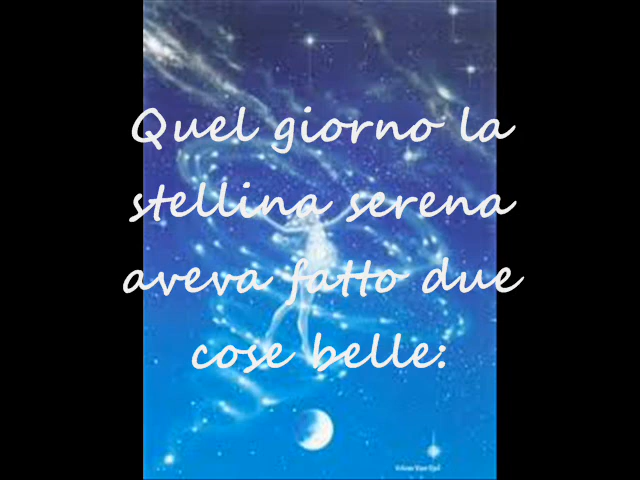 Quel giorno la
stellina serena
aveva fatto due
cose belle: